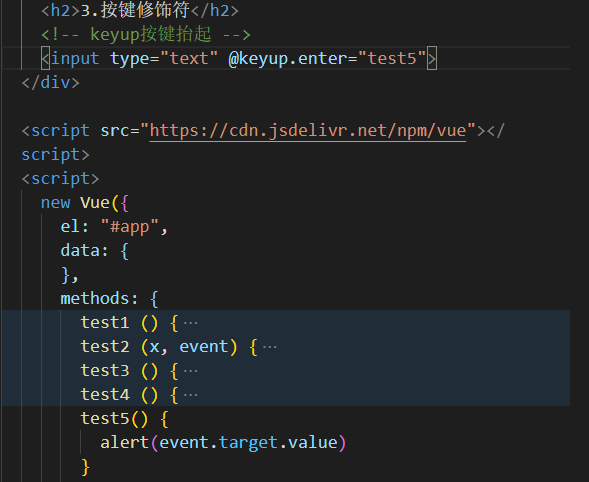 <h2>3.按键修饰符</h2>
<!-- keyup按键抬起 -->
<input type="text" @keyup.enter="test5">
</div>
<script src="https://cdn.jsdelivr.net/npm/vue"></
script>
<script>
new Vue({
el: "#app",
data: {
},
methods: {
test1 () {…
test2 (x, event) {…
test3 () {…
test4 () {…
test5() {
alert(event.target.value)
}